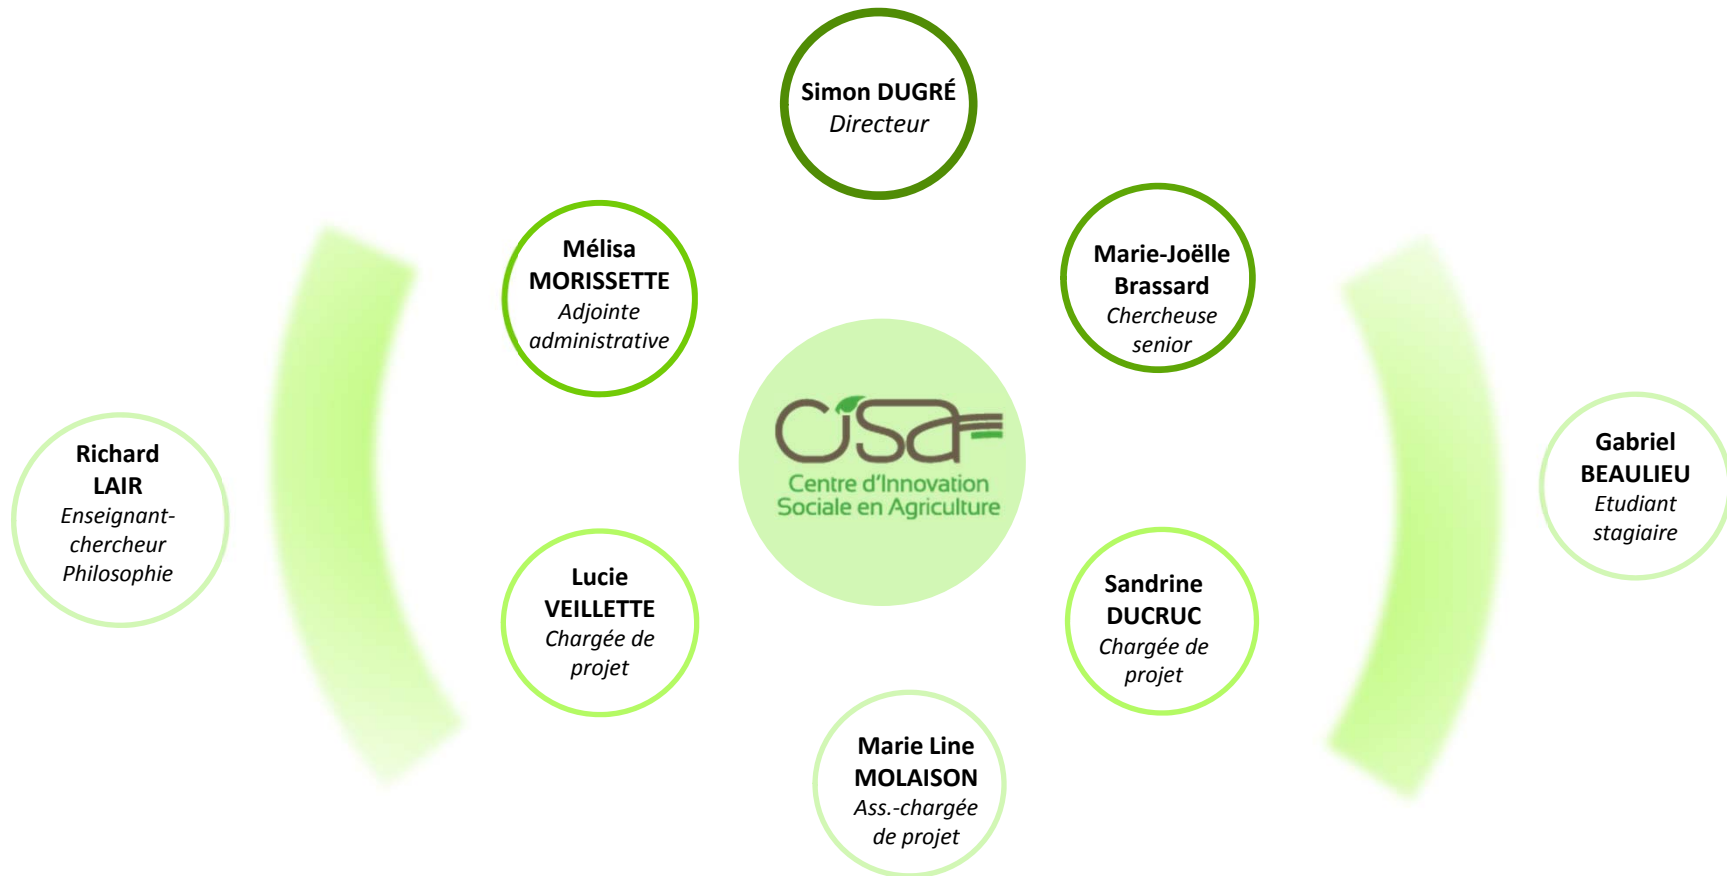 Simon DUGRÉ
Directeur
Mélisa
MORISSETTE
Adjointe
administrative
Marie-Joëlle
Brassard
Chercheuse
senior
CISA
Centre d'Innovation
Sociale en Agriculture
Richard
LAIR
Enseignant-
chercheur
Philosophie
Gabriel
BEAULIEU
Etudiant
stagiaire
Lucie
VEILLETTE
Chargée de
projet
Sandrine
DUCRUC
Chargée de
projet
Marie Line
MOLAISON
Ass.-chargée
de projet